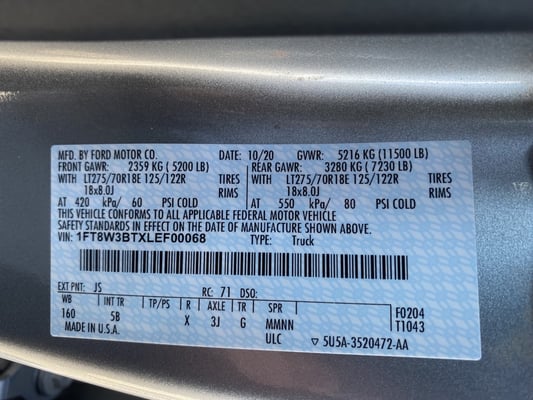 MFD. BY FORD MOTOR CO. DATE: 10/20 GVWR: 5216 KG (11500 LB)
FRONT GAWR: 2359 KG ( 5200 LB) REAR GAWR: 3280 KG ( 7230 LB)
WITH LT275/70R18E 125/122R TIRES WITH LT275/70R18E 125/122R TIRES
18x8.0J RIMS 18x8.0J RIMS
AT 420 kPa/ 60 PSI COLD AT 550 kPa/ 80 PSI COLD
THIS VEHICLE CONFORMS TO ALL APPLICABLE FEDERAL MOTOR VEHICLE
SAFETY STANDARDS IN EFFECT ON THE DATE OF MANUFACTURE SHOWN ABOVE.
VIN: 1FT8W3BTXLEF00068 TYPE: Truck
EXT PNT: JS RC: 71 DSO:
WB INT TR TP/PS R AXLE TR SPR F0204
160 5B X 3J G MMNN T1043
MADE IN U.S.A. ULC ▽ 5U5A-3520472-AA